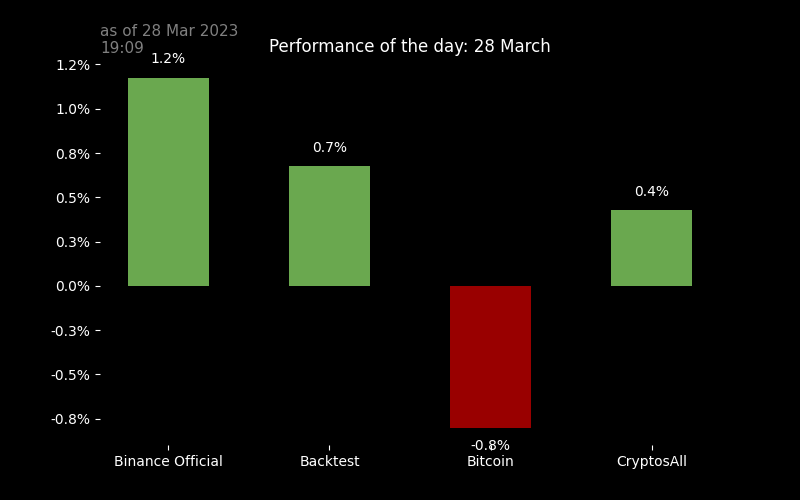 as of 28 Mar 2023
19:09
Performance of the day: 28 March
1.2%
1.2%
1.0%
0.8%
0.7%
0.5%
0.4%
0.3%
0.0%
-0.3%
-0.5%
-0.8%
-0.8%
Binance Official
Backtest
Bitcoin
CryptosAll